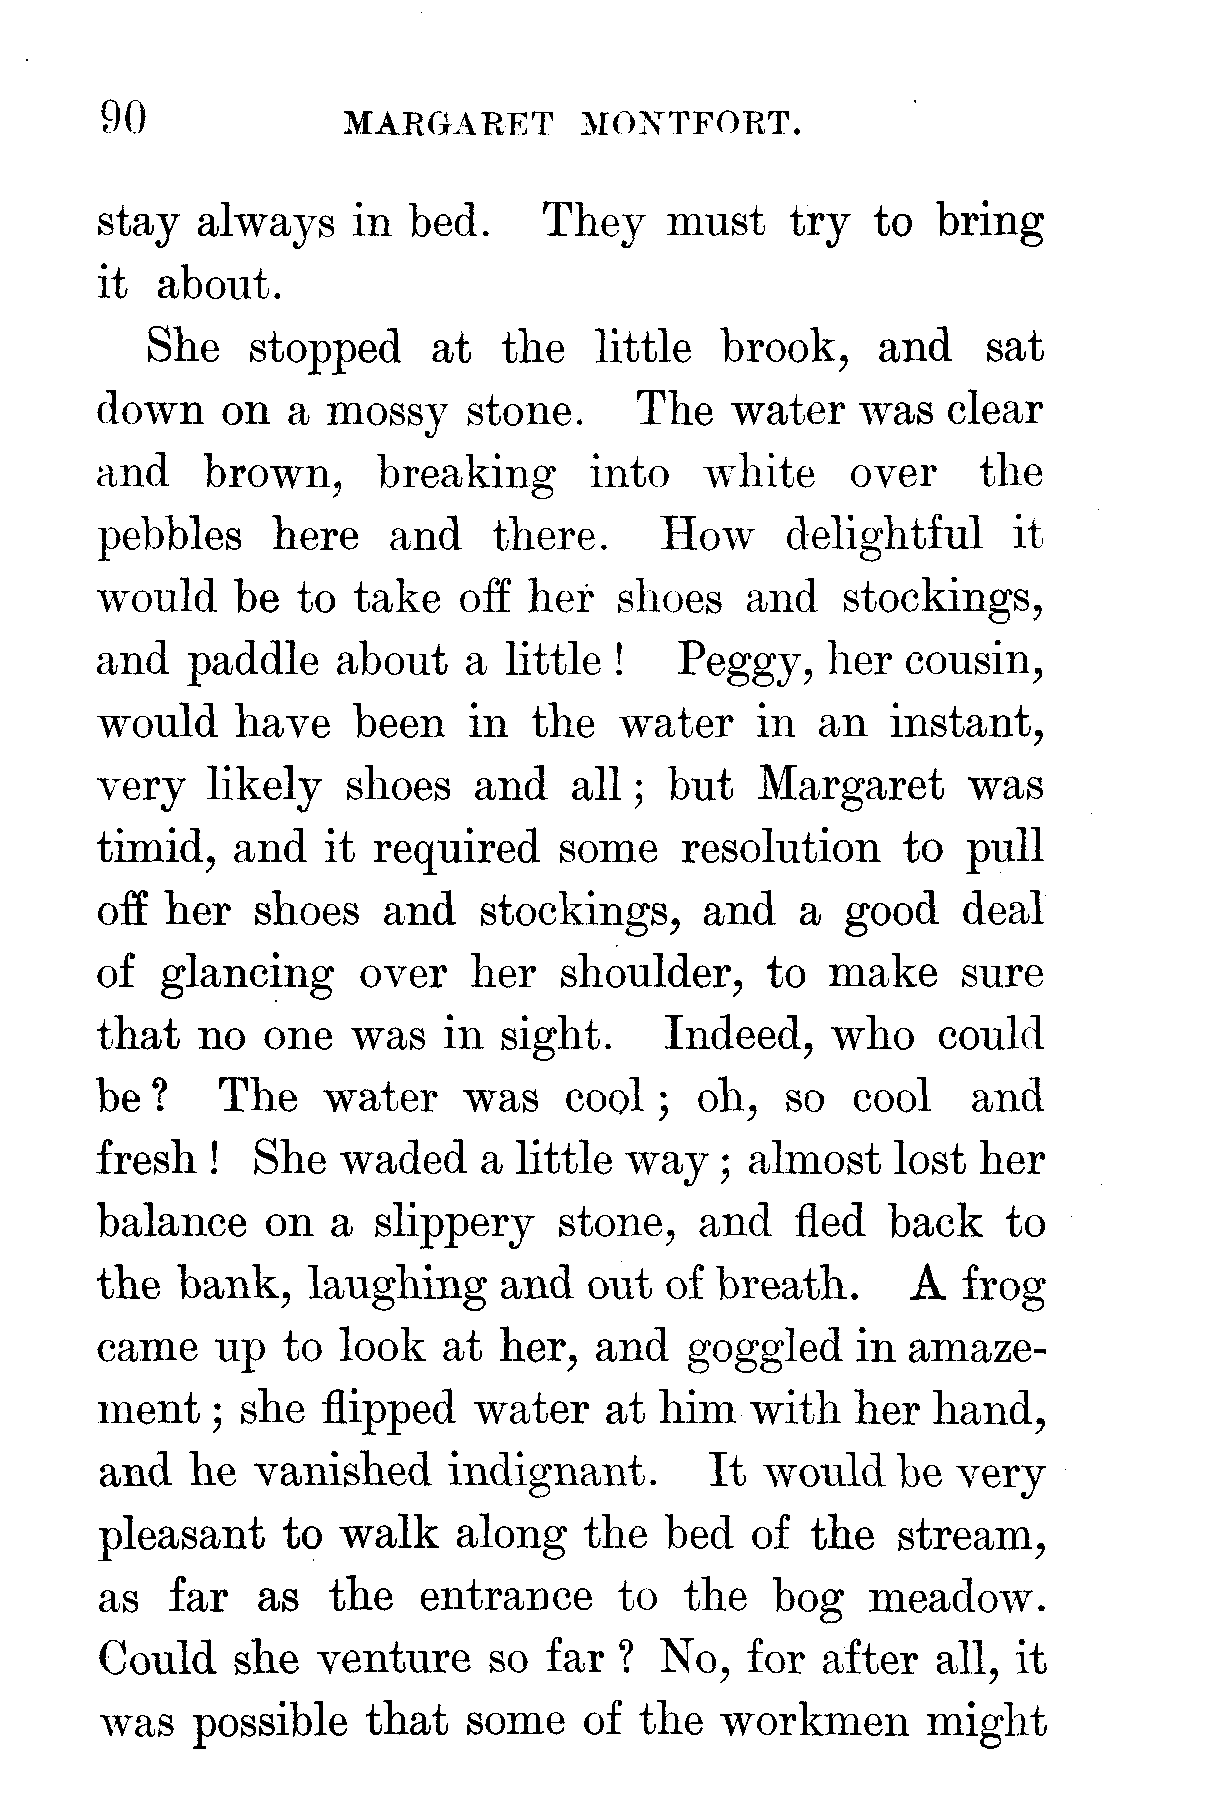 90 MARGARET MONTFORT.
stay always in bed. They must try to bring
it about.
She stopped at the little brook, and sat
down on a mossy stone. The water was clear
and brown, breaking into white over the
pebbles here and there. How delightful it
would be to take off her shoes and stockings,
and paddle about a little ! Peggy, her cousin,
would have been in the water in an instant,
very likely shoes and all ; but Margaret was
timid, and it required some resolution to pull
off her shoes and stockings, and a good deal
of glancing over her shoulder, to make sure
that no one was in sight. Indeed, who could
be ? The water was cool ; oh, so cool and
fresh ! She waded a little way ; almost lost her
balance on a slippery stone, and fled back to
the bank, laughing and out of breath. A frog
came up to look at her, and goggled in amaze-
ment ; she flipped water at him with her hand,
and he vanished indignant. It would be very
pleasant to walk along the bed of the stream,
as far as the entrance to the bog meadow.
Could she venture so far ? No, for after all, it
was possible that some of the workmen might